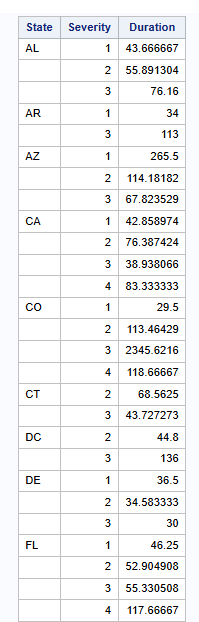 State Severity Duration
AL 1 43.666667
2 55.891304
3 76.16
AR 1 34
3 113
AZ 1 265.5
2 114.18182
3 67.823529
CA 1 42.858974
2 76.387424
3 38.938066
4 83.333333
CO 1 29.5
2 113.46429
3 2345.6216
4 118.66667
CT 2 68.5625
3 43.727273
DC 2 44.8
3 136
DE 1 36.5
2 34.583333
3 30
FL 1 46.25
2 52.904908
3 55.330508
4 117.66667